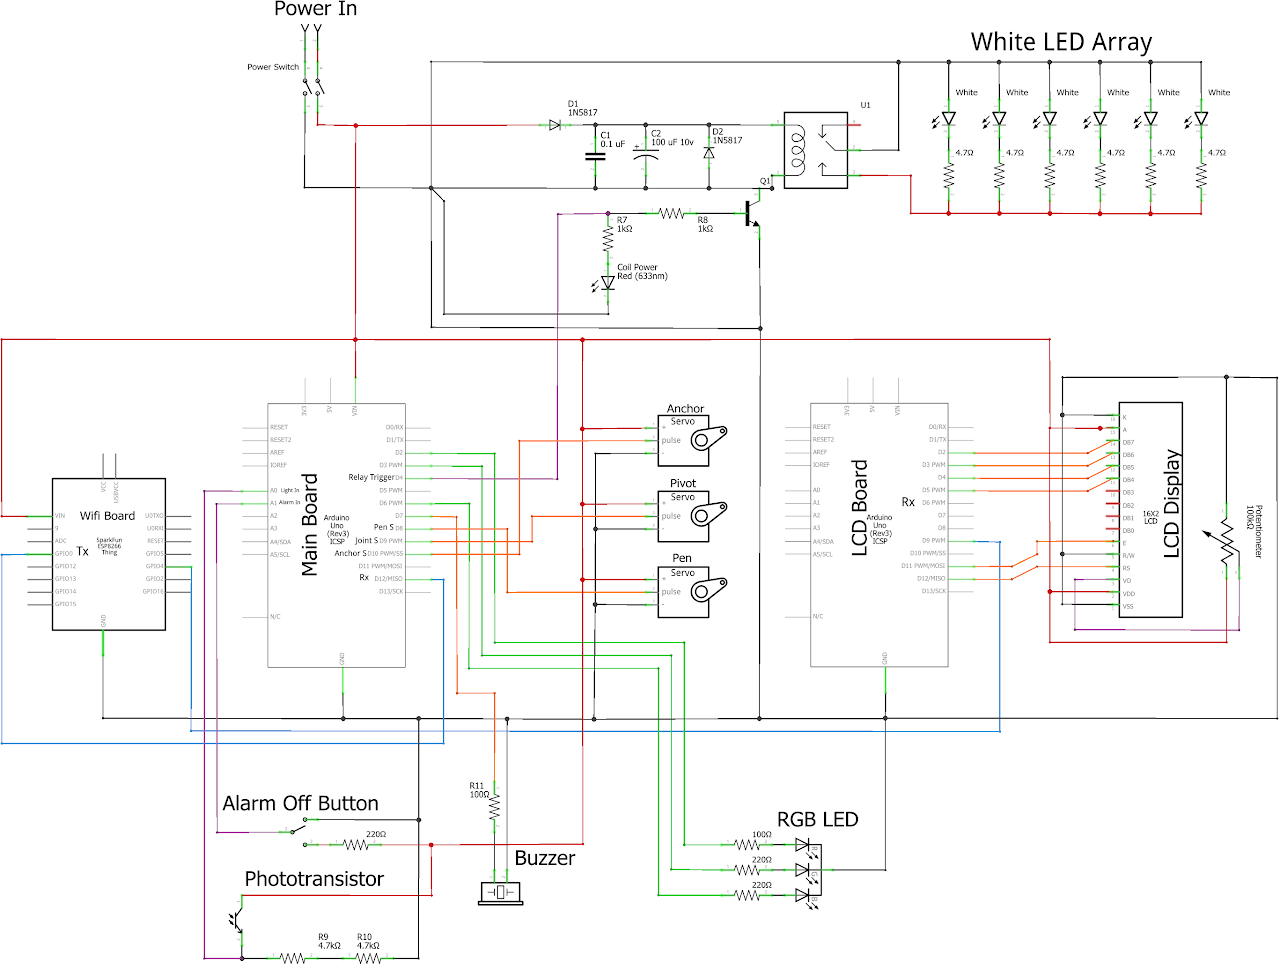 Power In
Power Switch
White LED Array
D1
1N5817
C1
0.1 uF
C2
100 uF 10v
D2
1N5817
U1
Q1
White
White
White
White
White
White
4.7Ω
4.7Ω
4.7Ω
4.7Ω
4.7Ω
4.7Ω
R7
1kΩ
R8
1kΩ
Coil Power
Red (633nm)
Wifi Board
SparkFun
ESP8266
Thing
Tx
VCC
USBVCC
VIN
9
ADC
GPIO0
GPIO12
GPIO13
GPIO14
GPIO15
U0TXO
U0RXI
RESET
GPIO5
GPIO4
GPIO2
GPIO16
GND
Main Board
Arduino
Uno
(Rev3)
ICSP
3V3
5V
VIN
RESET
RESET2
AREF
IOREF
A0 Light In
A1 Alarm In
A2
A3
A4/SDA
A5/SCL
N/C
GND
D0/RX
D1/TX
D2
D3 PWM
Relay Trigger D4
D5 PWM
D6 PWM
D7
Pen S D8
Joint S D9 PWM
Anchor S D10 PWM/SS
D11 PWM/MOSI
Rx D12/MISO
D13/SCK
Anchor
Servo
+
pulse
-
Pivot
Servo
+
pulse
-
Pen
Servo
+
pulse
-
LCD Board
Arduino
Uno
(Rev3)
ICSP
Rx
3V3
5V
VIN
RESET
RESET2
AREF
IOREF
A0
A1
A2
A3
A4/SDA
A5/SCL
N/C
GND
D0/RX
D1/TX
D2
D3 PWM
D4
D5 PWM
D6 PWM
D7
D8
D9 PWM
D10 PWM/SS
D11 PWM/MOSI
D12/MISO
D13/SCK
LCD Display
16X2
LCD
K
A
DB7
DB6
DB5
DB4
DB3
DB2
DB1
DB0
E
R/W
RS
VO
VDD
VSS
Potentiometer
100kΩ
Alarm Off Button
220Ω
Phototransistor
R9
4.7kΩ
R10
4.7kΩ
R11
100Ω
Buzzer
RGB LED
100Ω
220Ω
220Ω
R
G
B